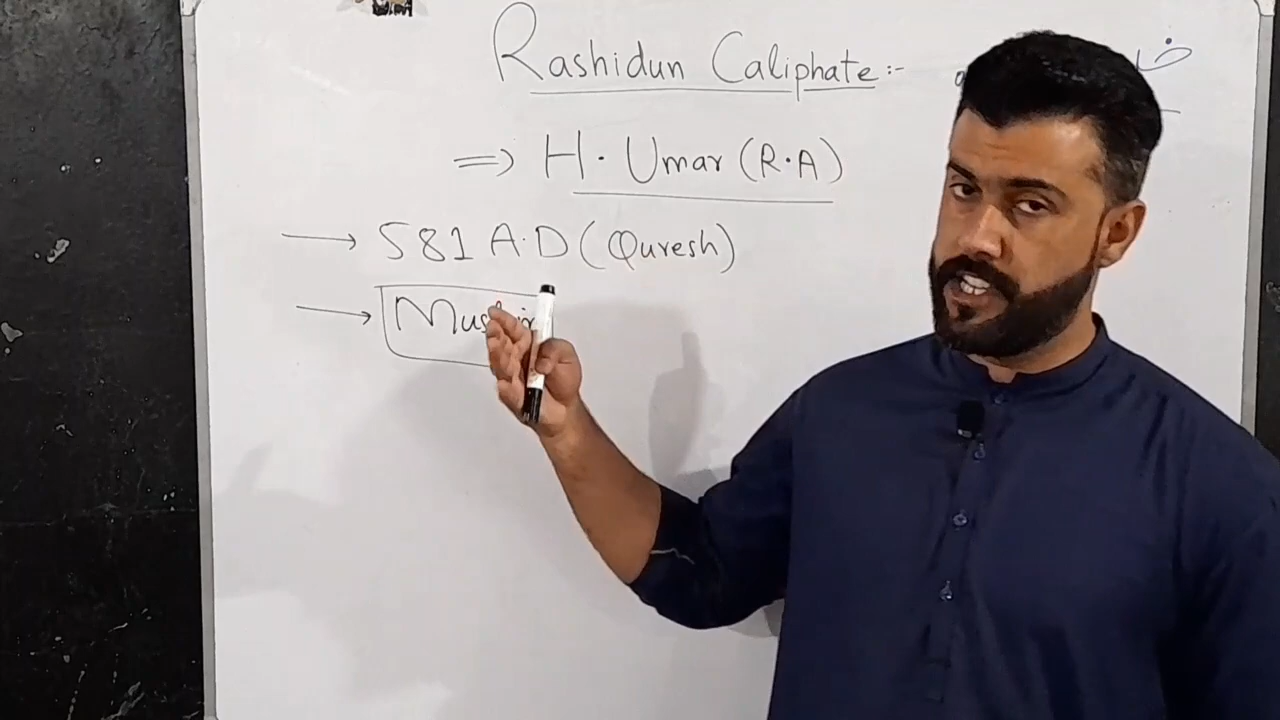 Rashidun Caliphate:-
=> H. Umar (R.A)
→ 581 A.D (Quresh)
→